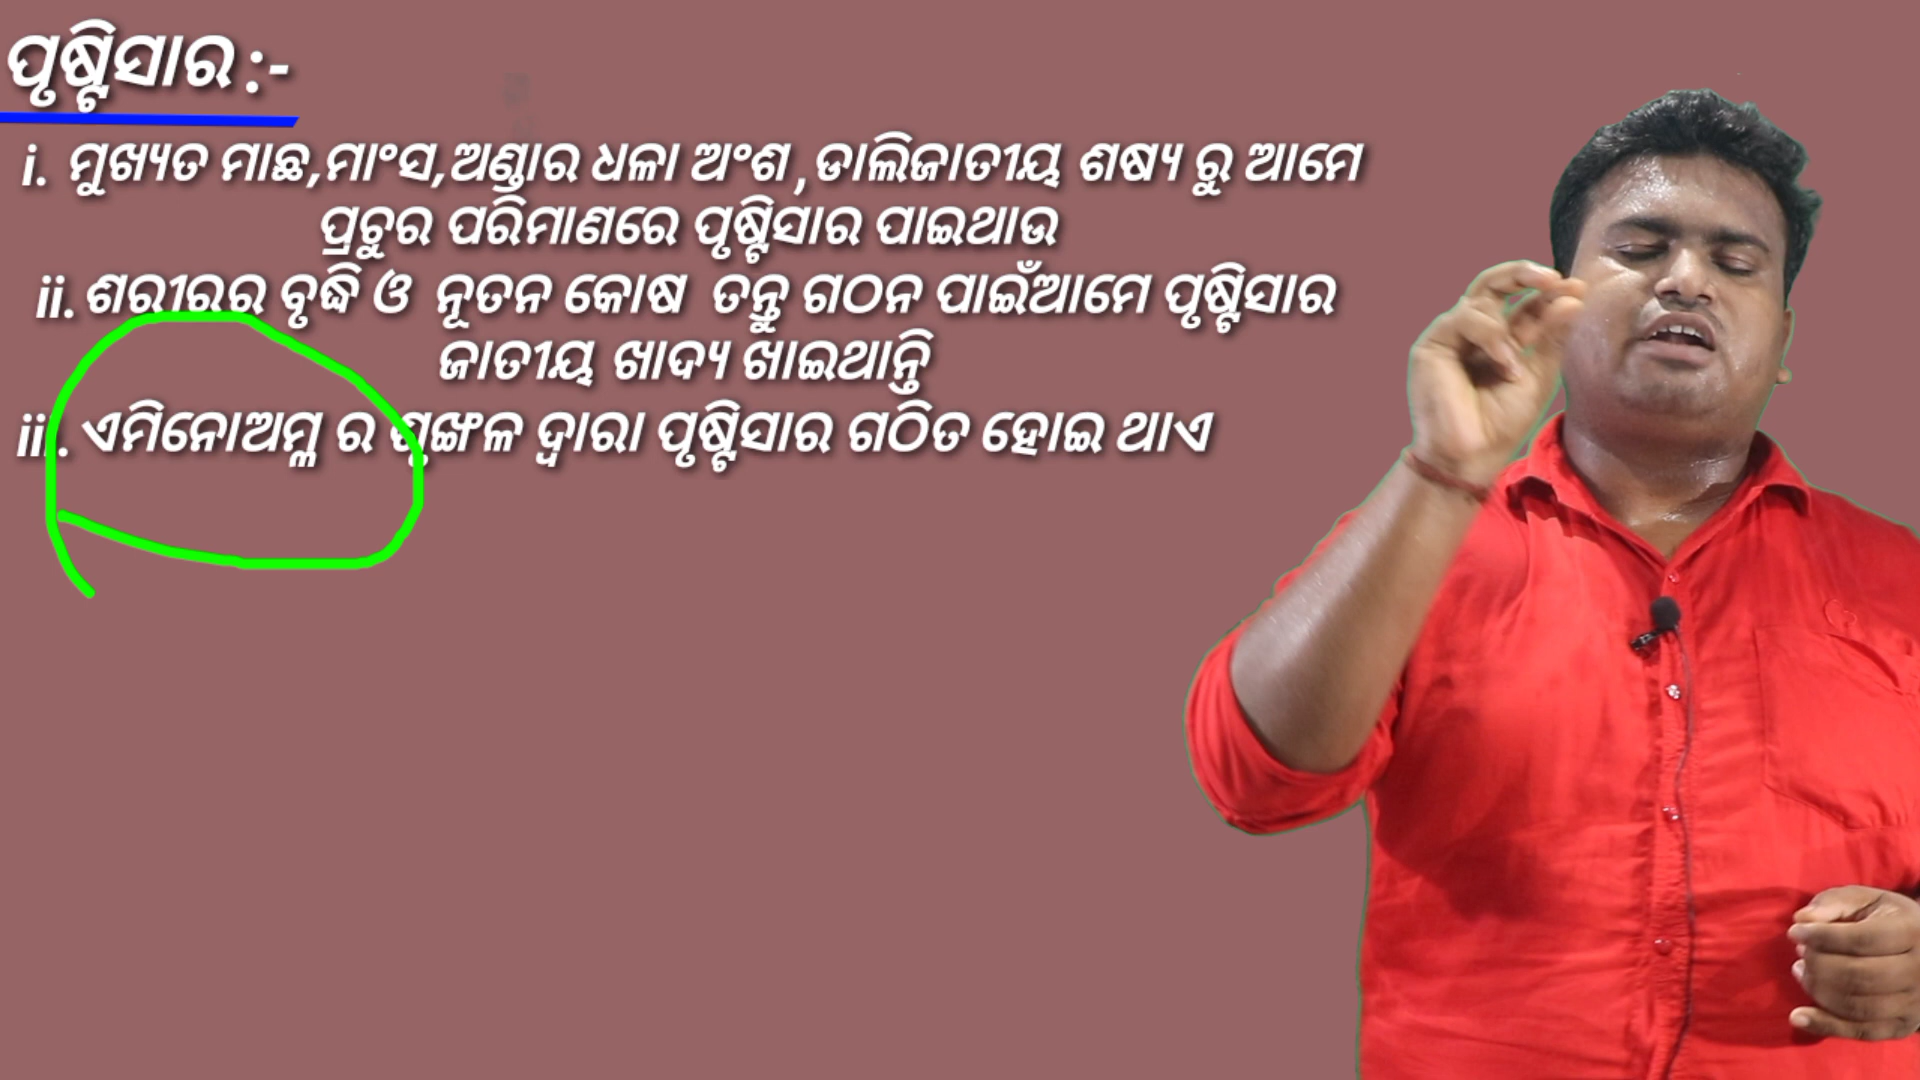 ପୃଷ୍ଟିସାର :-
i. ମୁଖ୍ୟତ ମାଛ,ମାଂସ,ଅଣ୍ଡାର ଧଳା ଅଂଶ ,ଡାଲିଜାତୀୟ ଶଷ୍ୟ ରୁ ଆମେ
ପ୍ରଚୁର ପରିମାଣରେ ପୃଷ୍ଟିସାର ପାଇଥାଉ
ii. ଶରୀରର ବୃଦ୍ଧି ଓ ନୂତନ କୋଷ ତନ୍ତୁ ଗଠନ ପାଇଁଆମେ ପୃଷ୍ଟିସାର
ଜାତୀୟ ଖାଦ୍ୟ ଖାଇଥାନ୍ତି
iii. ଏମିନୋଅମ୍ଳ ର ଶୃଙ୍ଖଳ ଦ୍ୱାରା ପୃଷ୍ଟିସାର ଗଠିତ ହୋଇ ଥାଏ